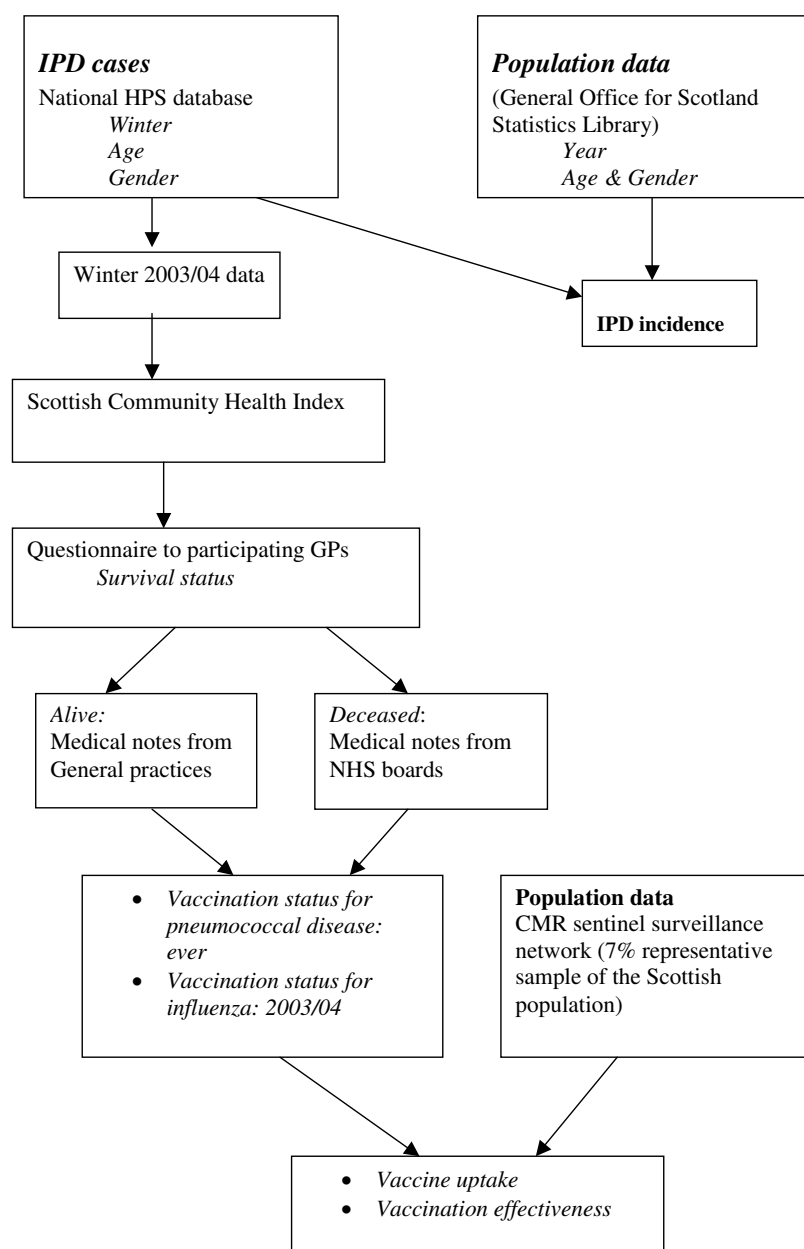 IPD cases
National HPS database
Winter
Age
Gender
Population data
(General Office for Scotland
Statistics Library)
Year
Age & Gender
Winter 2003/04 data
IPD incidence
Scottish Community Health Index
Questionnaire to participating GPs
Survival status
Alive:
Medical notes from
General practices
Deceased:
Medical notes from
NHS boards
• Vaccination status for
pneumococcal disease:
ever
• Vaccination status for
influenza: 2003/04
Population data
CMR sentinel surveillance
network (7% representative
sample of the Scottish
population)
• Vaccine uptake
• Vaccination effectiveness